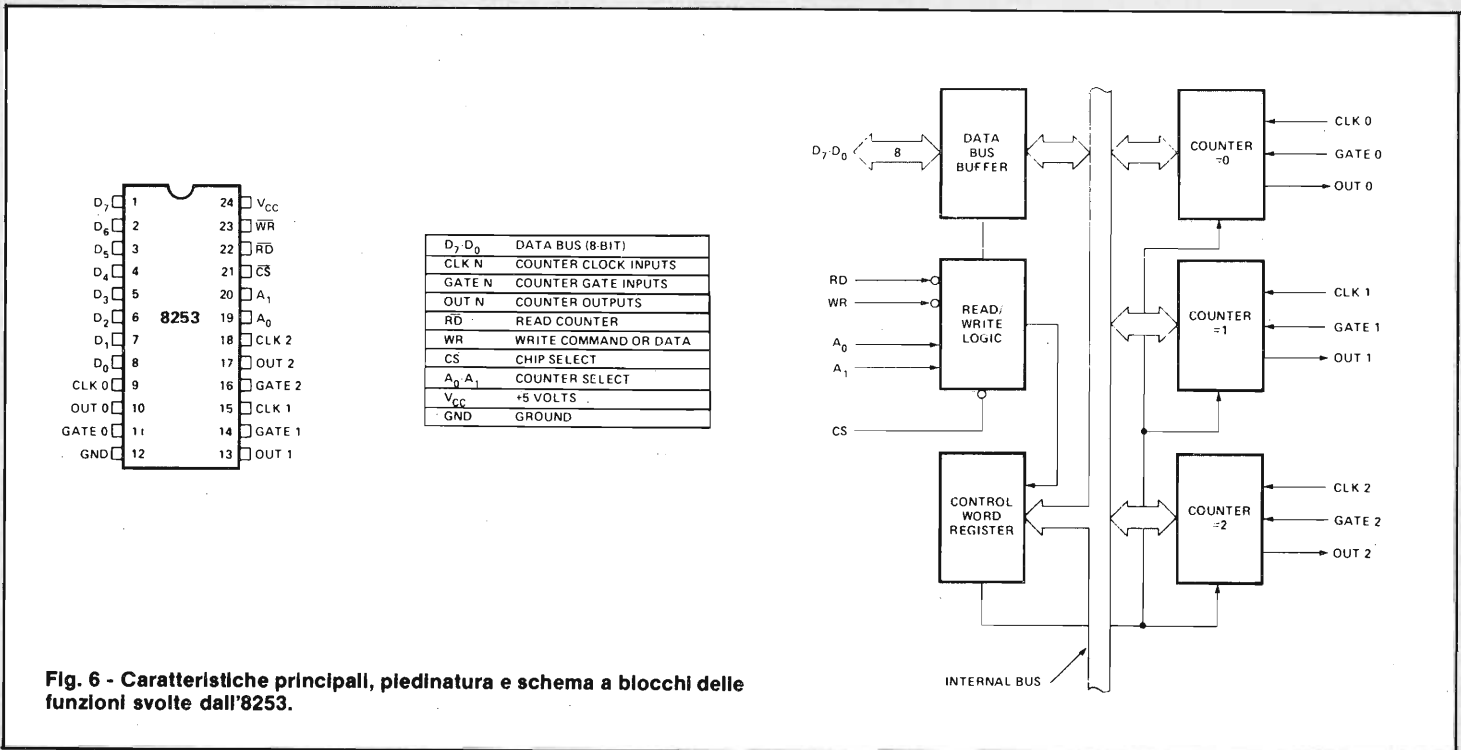 D₇ 1 24 V_CC
D₆ 2 23 W̅R̅
D₅ 3 22 R̅D̅
D₄ 4 21 C̅S̅
D₃ 5 20 A₁
D₂ 6 8253 19 A₀
D₁ 7 18 CLK 2
D₀ 8 17 OUT 2
CLK 0 9 16 GATE 2
OUT 0 10 15 CLK 1
GATE 0 11 14 GATE 1
GND 12 13 OUT 1
D₇-D₀ DATA BUS (8-BIT)
CLK N COUNTER CLOCK INPUTS
GATE N COUNTER GATE INPUTS
OUT N COUNTER OUTPUTS
R̅D̅ READ COUNTER
WR WRITE COMMAND OR DATA
CS CHIP SELECT
A₀-A₁ COUNTER SELECT
V_CC +5 VOLTS
GND GROUND
D₇-D₀
8
DATA
BUS
BUFFER
RD
WR
A₀
A₁
CS
READ/
WRITE
LOGIC
CONTROL
WORD
REGISTER
INTERNAL BUS
COUNTER
=0
CLK 0
GATE 0
OUT 0
COUNTER
=1
CLK 1
GATE 1
OUT 1
COUNTER
=2
CLK 2
GATE 2
OUT 2
Fig. 6 - Caratteristiche principali, piedinatura e schema a blocchi delle
funzioni svolte dall'8253.